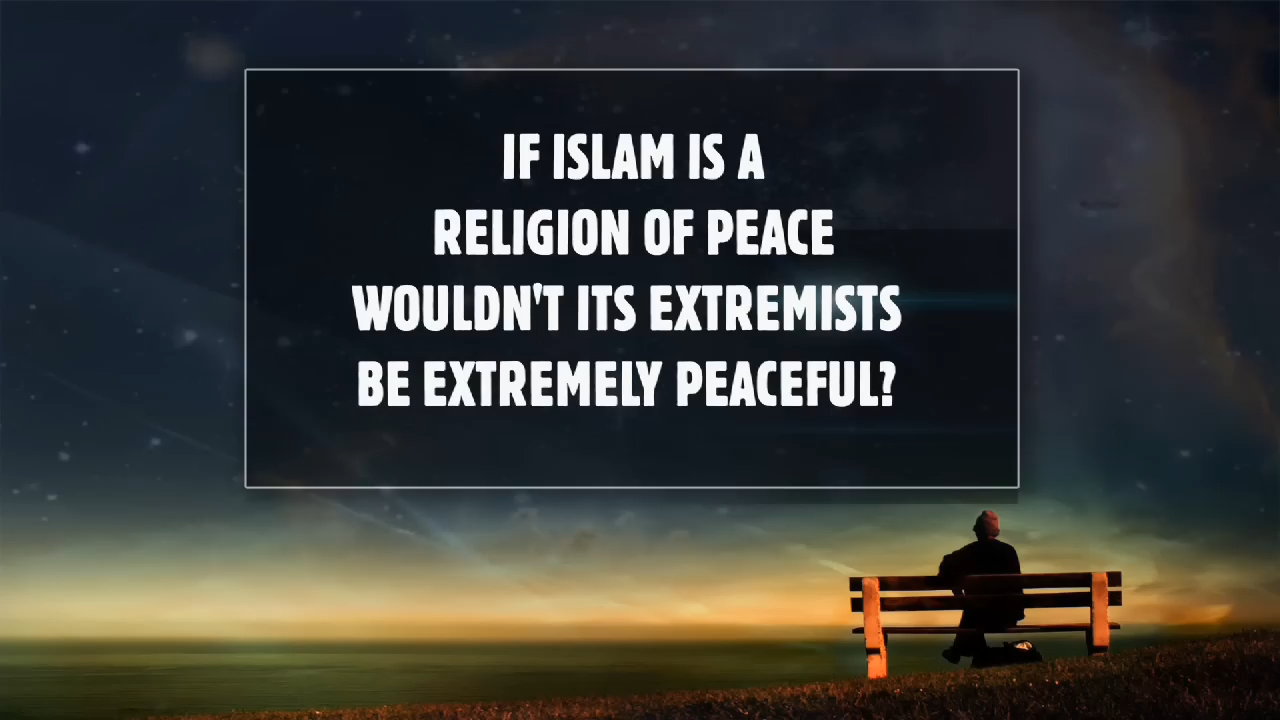 IF ISLAM IS A
RELIGION OF PEACE
WOULDN'T ITS EXTREMISTS
BE EXTREMELY PEACEFUL?